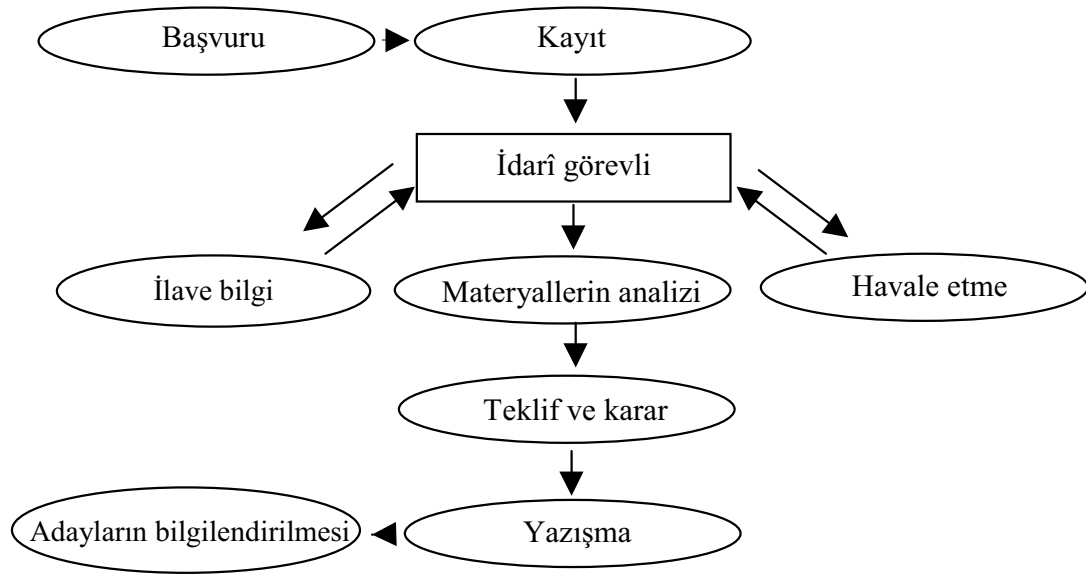 Başvuru
Kayıt
İdarî görevli
İlave bilgi
Materyallerin analizi
Havale etme
Teklif ve karar
Adayların bilgilendirilmesi
Yazışma